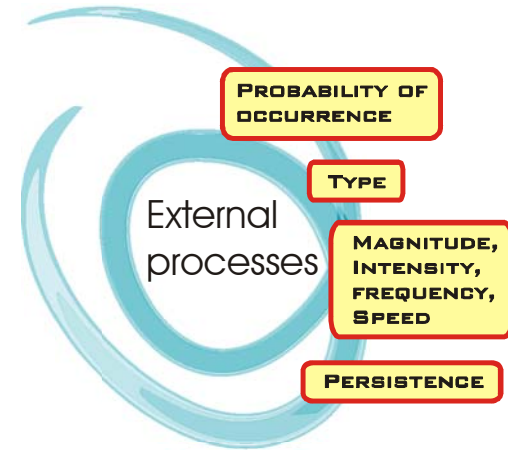 PROBABILITY OF
OCCURRENCE
TYPE
External
processes
MAGNITUDE,
INTENSITY,
FREQUENCY,
SPEED
PERSISTENCE